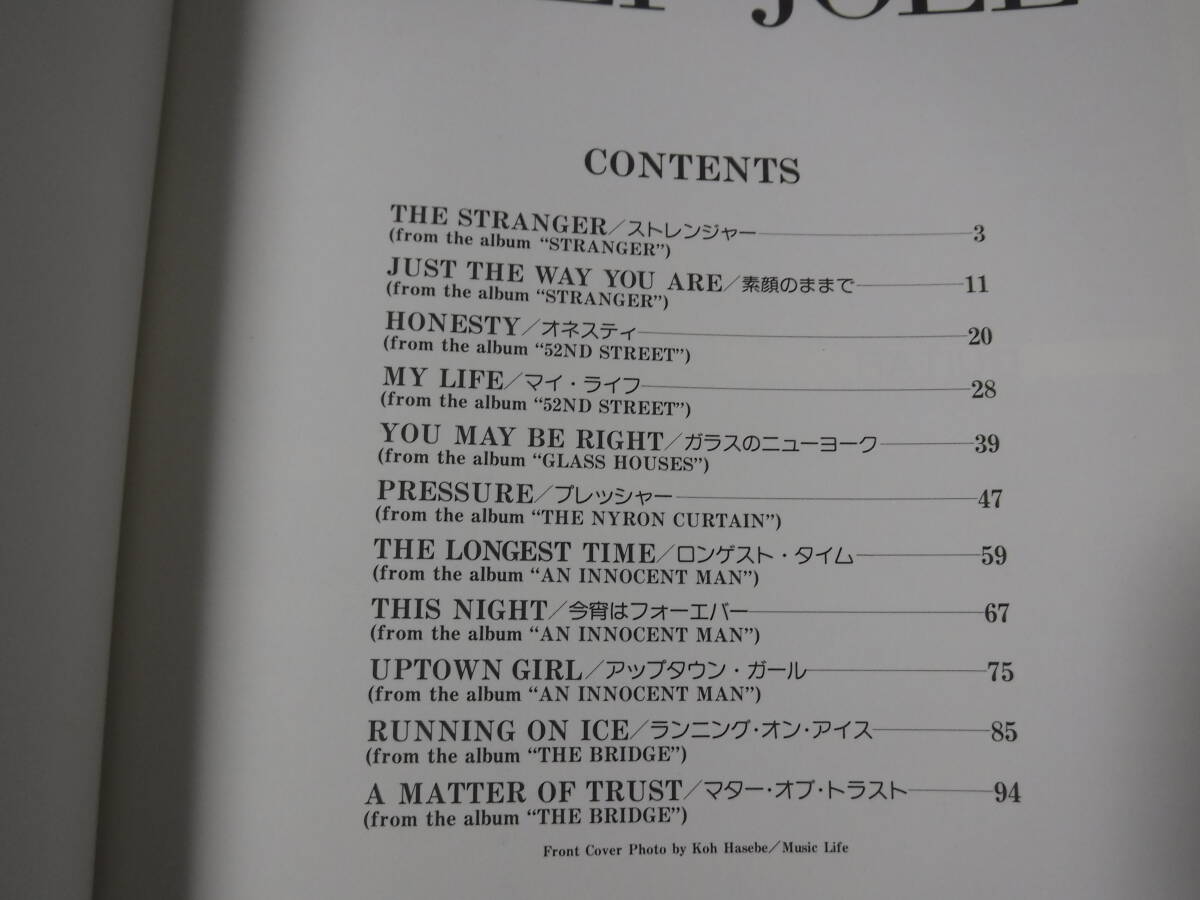 JOEL
CONTENTS
THE STRANGER/ストレンジャー 3
(from the album “STRANGER”)
JUST THE WAY YOU ARE/素顔のままで 11
(from the album “STRANGER”)
HONESTY/オネスティ 20
(from the album “52ND STREET”)
MY LIFE/マイ・ライフ 28
(from the album “52ND STREET”)
YOU MAY BE RIGHT/ガラスのニューヨーク 39
(from the album “GLASS HOUSES”)
PRESSURE/プレッシャー 47
(from the album “THE NYRON CURTAIN”)
THE LONGEST TIME/ロンゲスト・タイム 59
(from the album “AN INNOCENT MAN”)
THIS NIGHT/今宵はフォーエバー 67
(from the album “AN INNOCENT MAN”)
UPTOWN GIRL/アップタウン・ガール 75
(from the album “AN INNOCENT MAN”)
RUNNING ON ICE/ランニング・オン・アイス 85
(from the album “THE BRIDGE”)
A MATTER OF TRUST/マター・オブ・トラスト 94
(from the album “THE BRIDGE”)
Front Cover Photo by Koh Hasebe/Music Life